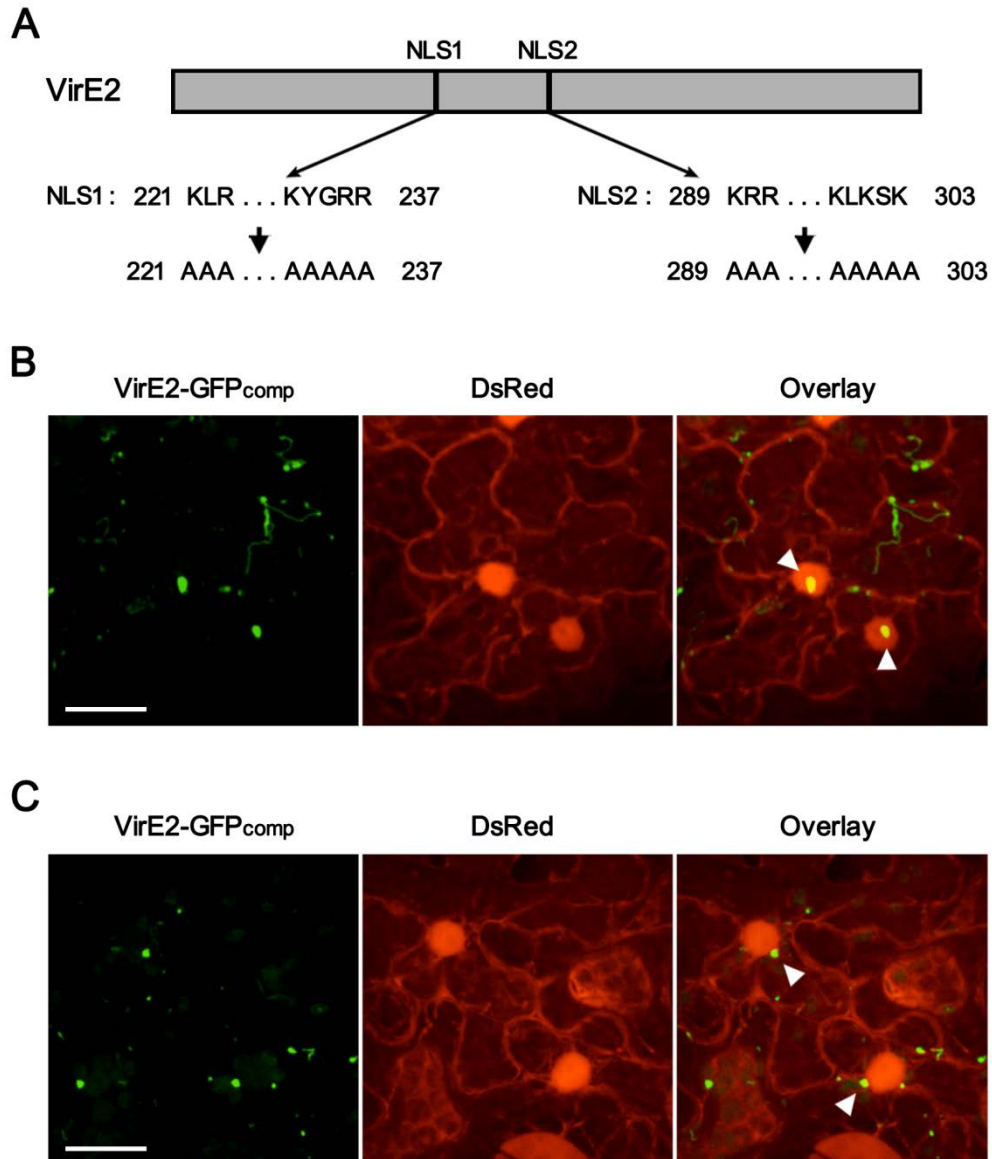 A
NLS1 NLS2
VirE2
NLS1 : 221 KLR . . . KYGRR 237 NLS2 : 289 KRR . . . KLKSK 303
221 AAA . . . AAAAA 237 289 AAA . . . AAAAA 303
B
VirE2-GFPcomp DsRed Overlay
C
VirE2-GFPcomp DsRed Overlay